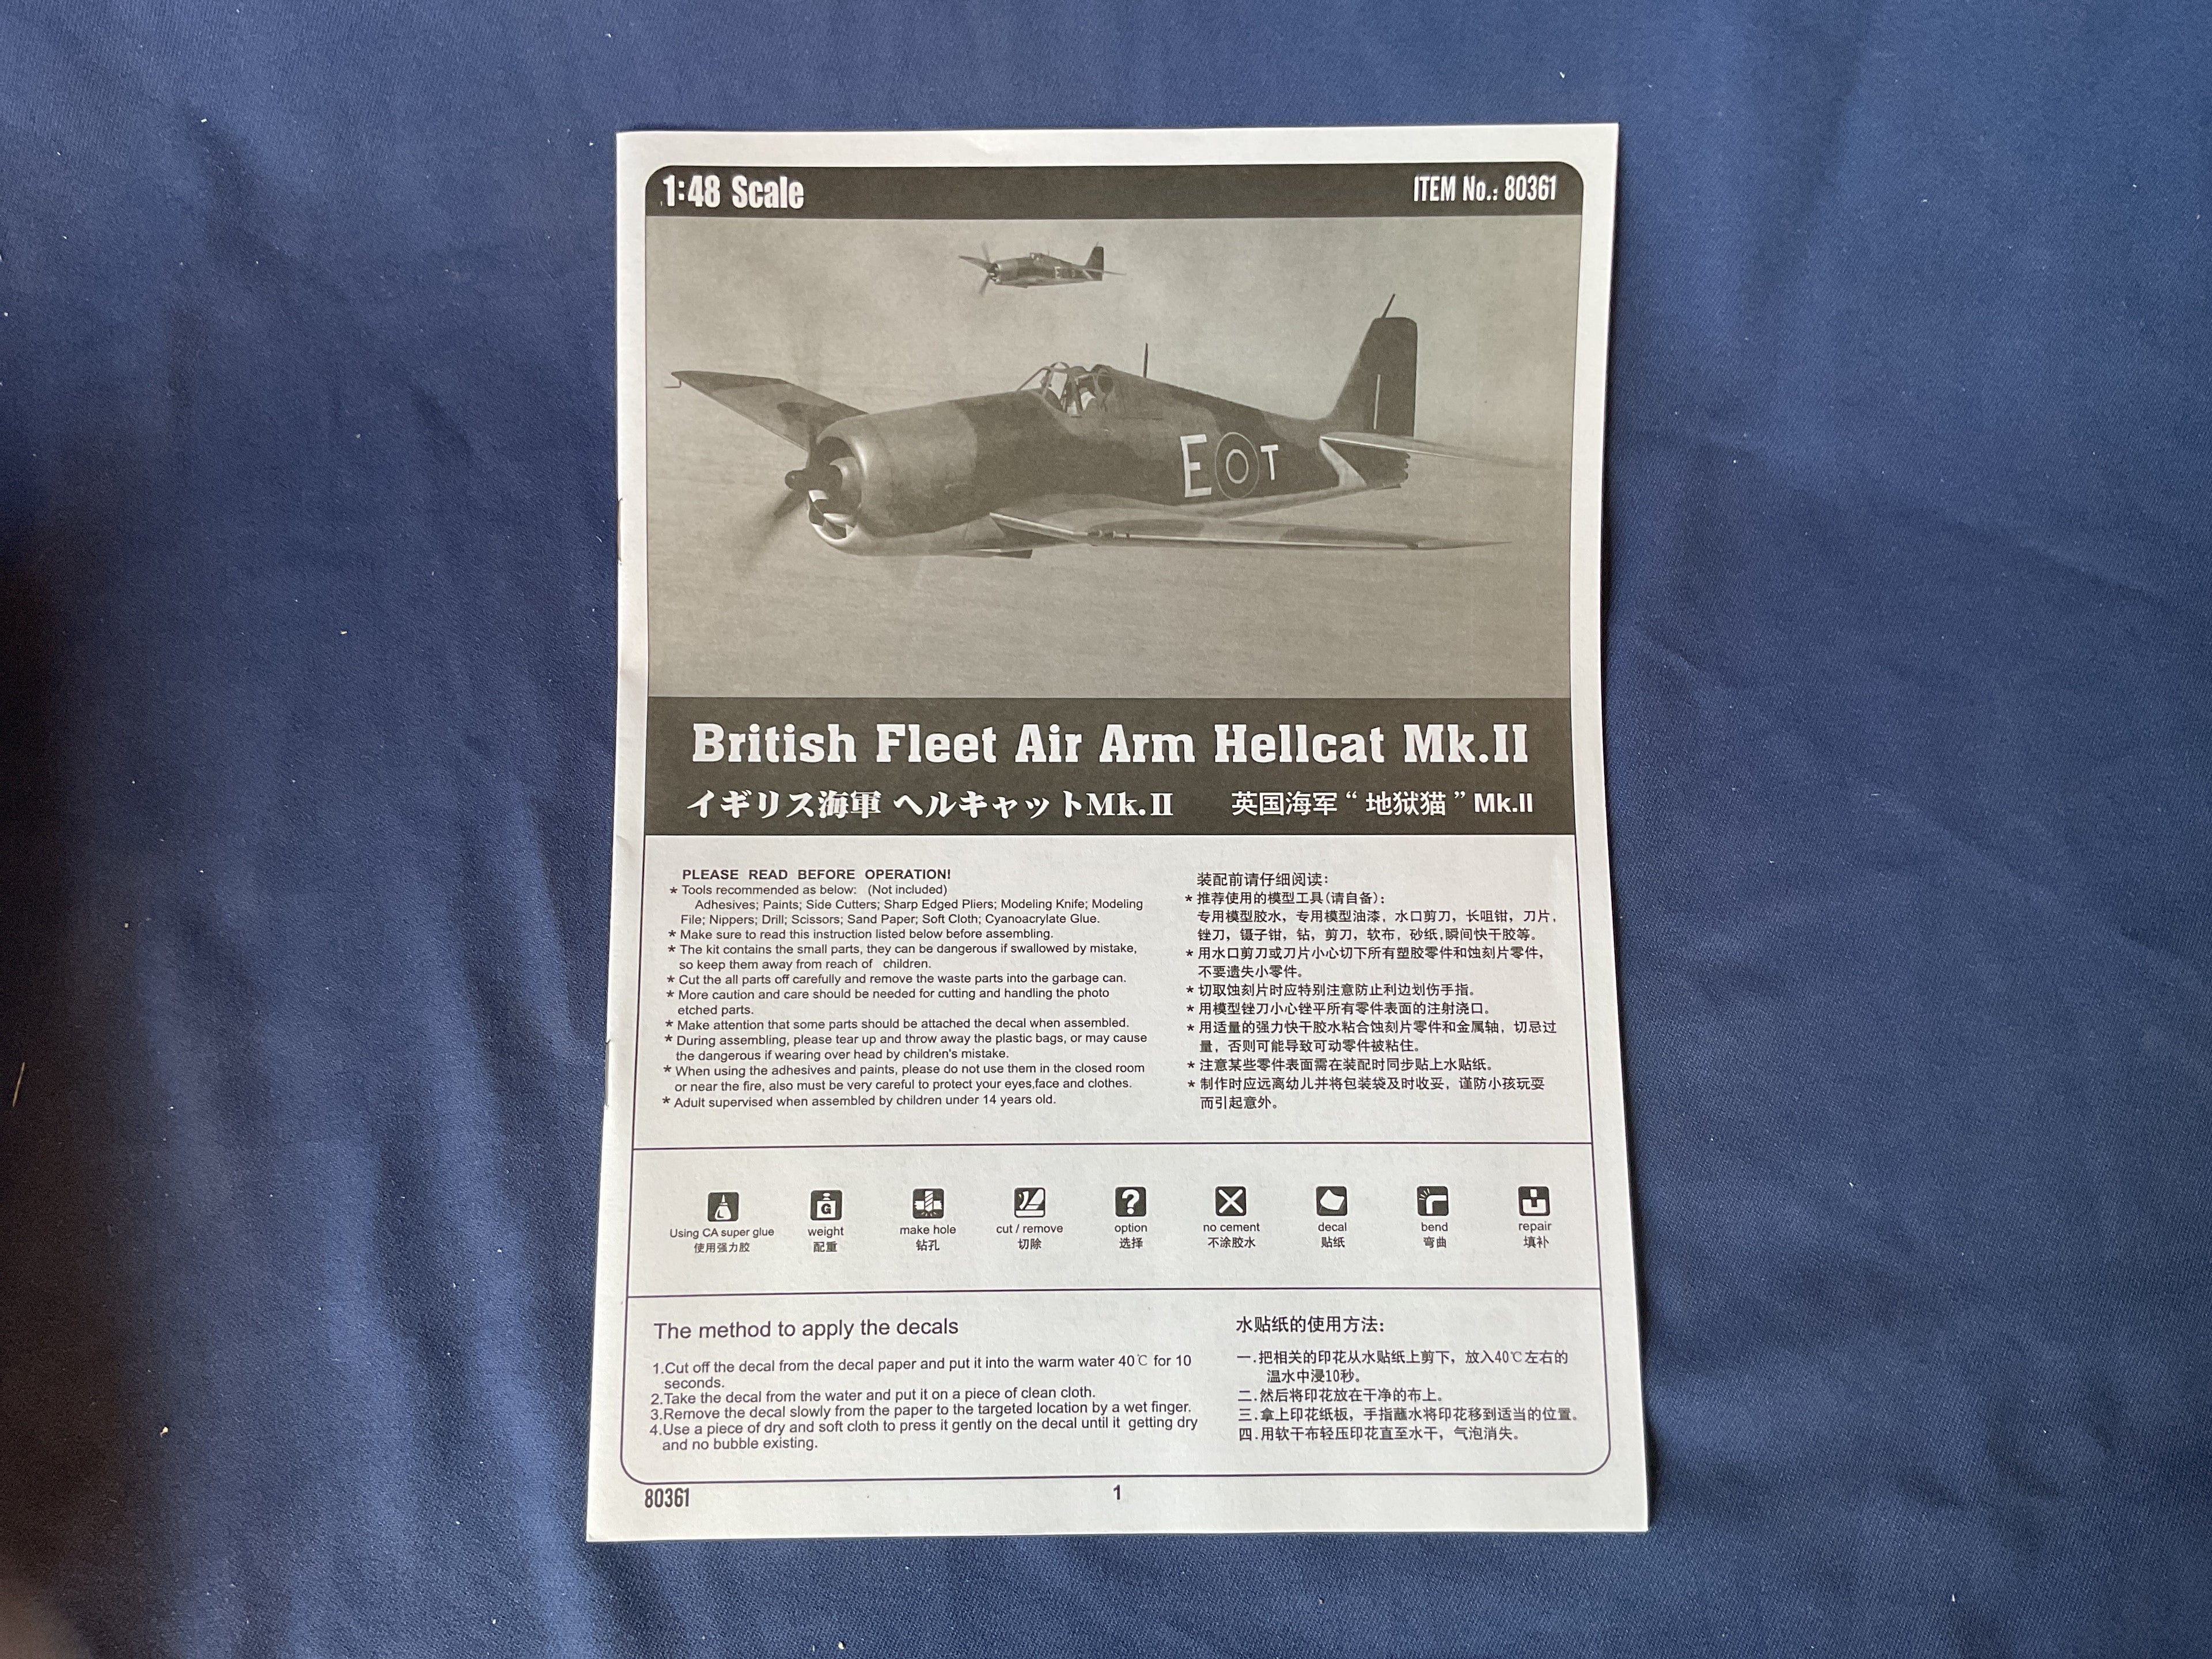 1:48 Scale
ITEM No.: 80361
E T
British Fleet Air Arm Hellcat Mk.II
イギリス海軍 ヘルキャットMk.II
英国海军“地狱猫”Mk.II
PLEASE READ BEFORE OPERATION!
* Tools recommended as below: (Not included)
Adhesives; Paints; Side Cutters; Sharp Edged Pliers; Modeling Knife; Modeling
File; Nippers; Drill; Scissors; Sand Paper; Soft Cloth; Cyanoacrylate Glue.
* Make sure to read this instruction listed below before assembling.
* The kit contains the small parts, they can be dangerous if swallowed by mistake,
so keep them away from reach of children.
* Cut the all parts off carefully and remove the waste parts into the garbage can.
* More caution and care should be needed for cutting and handling the photo
etched parts.
* Make attention that some parts should be attached the decal when assembled.
* During assembling, please tear up and throw away the plastic bags, or may cause
the dangerous if wearing over head by children's mistake.
* When using the adhesives and paints, please do not use them in the closed room
or near the fire, also must be very careful to protect your eyes,face and clothes.
* Adult supervised when assembled by children under 14 years old.
装配前请仔细阅读:
* 推荐使用的模型工具(请自备):
专用模型胶水，专用模型油漆，水口剪刀，长咀钳，刀片，
锉刀，镊子钳，钻，剪刀，软布，砂纸,瞬间快干胶等。
* 用水口剪刀或刀片小心切下所有塑胶零件和蚀刻片零件，
不要遗失小零件。
* 切取蚀刻片时应特别注意防止利边划伤手指。
* 用模型锉刀小心锉平所有零件表面的注射浇口。
* 用适量的强力快干胶水粘合蚀刻片零件和金属轴，切忌过
量，否则可能导致可动零件被粘住。
* 注意某些零件表面需在装配时同步贴上水贴纸。
* 制作时应远离幼儿并将包装袋及时收妥，谨防小孩玩耍
而引起意外。
G
?
Using CA super glue
使用强力胶
weight
配重
make hole
钻孔
cut / remove
切除
option
选择
no cement
不涂胶水
decal
贴纸
bend
弯曲
repair
填补
The method to apply the decals
1.Cut off the decal from the decal paper and put it into the warm water 40℃ for 10
seconds.
2.Take the decal from the water and put it on a piece of clean cloth.
3.Remove the decal slowly from the paper to the targeted location by a wet finger.
4.Use a piece of dry and soft cloth to press it gently on the decal until it getting dry
and no bubble existing.
水贴纸的使用方法:
一.把相关的印花从水贴纸上剪下，放入40℃左右的
温水中浸10秒。
二.然后将印花放在干净的布上。
三.拿上印花纸板，手指蘸水将印花移到适当的位置。
四.用软干布轻压印花直至水干，气泡消失。
80361
1